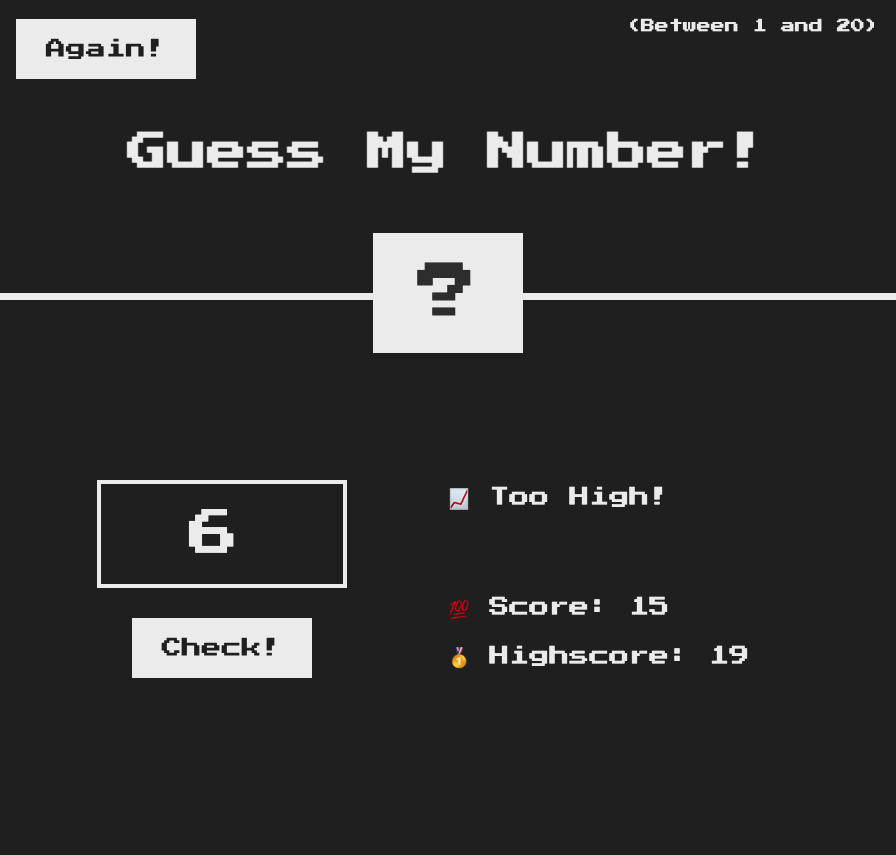 Again!
(Between 1 and 20)
Guess My Number!
?
6
📈 Too High!
Check!
💯 Score: 15
🥇 Highscore: 19